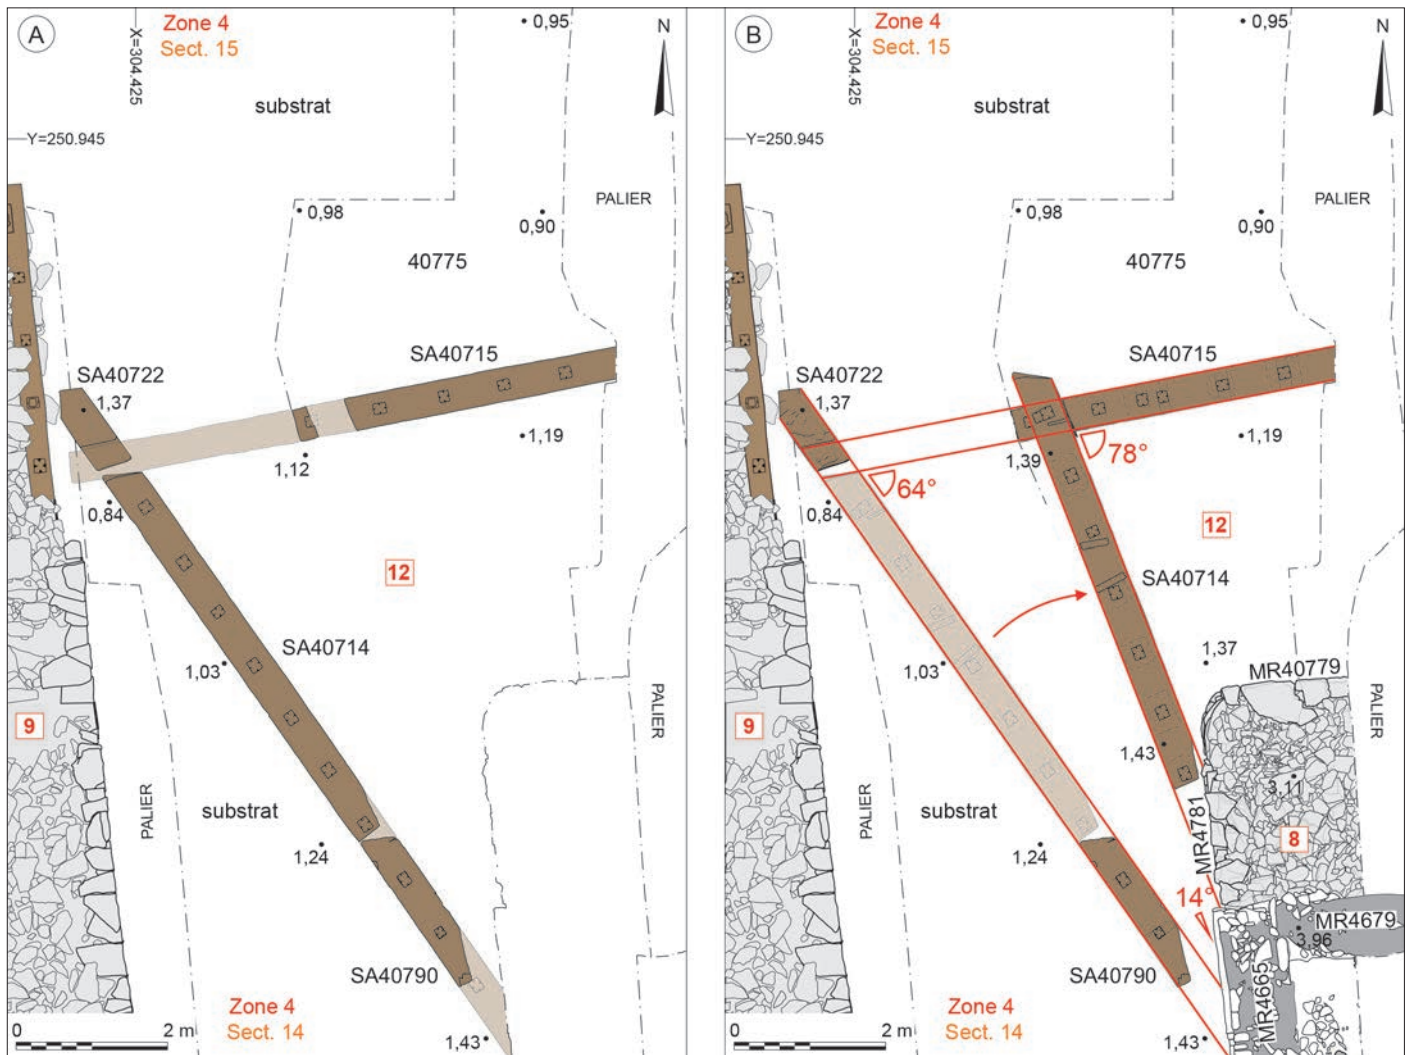 A
X=304.425
Zone 4
Sect. 15
0,95
N
substrat
Y=250.945
0,98
0,90
PALIER
40775
SA40715
SA40722
1,37
1,12
1,19
0,84
12
SA40714
1,03
9
PALIER
PALIER
substrat
1,24
SA40790
Zone 4
Sect. 14
0
2 m
1,43
B
X=304.425
Zone 4
Sect. 15
0,95
N
substrat
Y=250.945
0,98
0,90
PALIER
40775
SA40715
SA40722
1,37
1,39
78°
1,19
64°
0,84
12
SA40714
1,03
1,37
MR40779
9
PALIER
1,43
3,11
PALIER
substrat
MR4781
8
1,24
14°
MR4679
3,96
SA40790
MR4665
Zone 4
Sect. 14
0
2 m
1,43